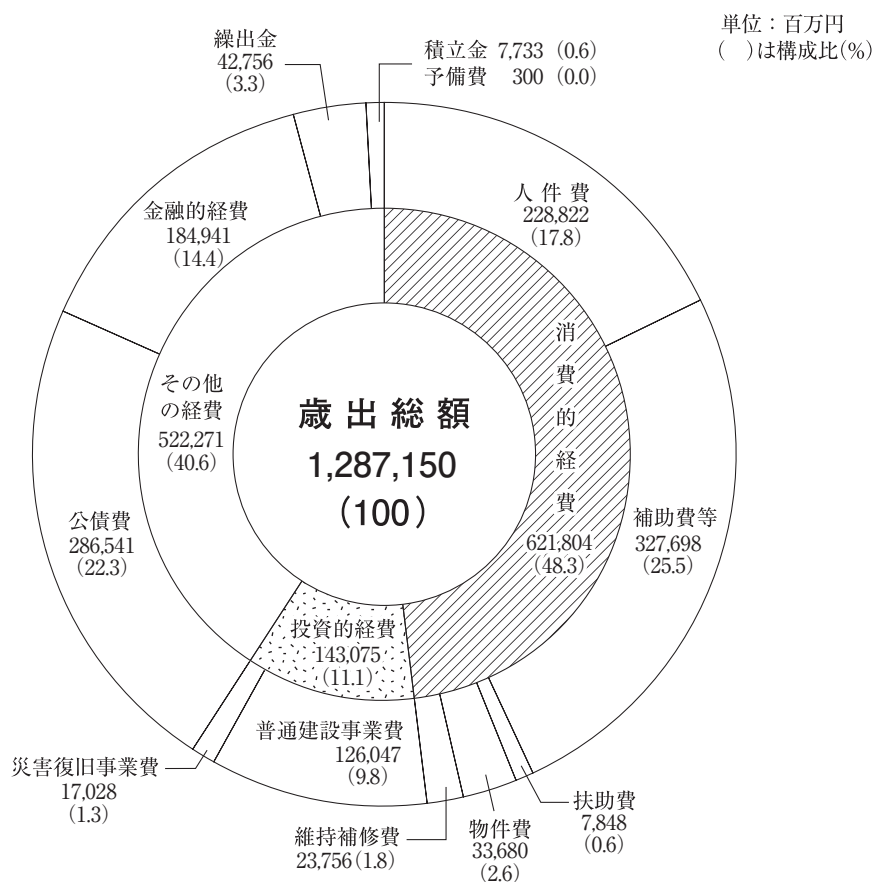 単位:百万円
(　)は構成比(%)
繰出金
42,756
(3.3)
積立金 7,733 (0.6)
予備費 300 (0.0)
人件費
228,822
(17.8)
金融的経費
184,941
(14.4)
消費的経費
621,804
(48.3)
その他
の経費
522,271
(40.6)
歳出総額
1,287,150
(100)
公債費
286,541
(22.3)
補助費等
327,698
(25.5)
投資的経費
143,075
(11.1)
普通建設事業費
126,047
(9.8)
災害復旧事業費
17,028
(1.3)
維持補修費
23,756(1.8)
物件費
33,680
(2.6)
扶助費
7,848
(0.6)